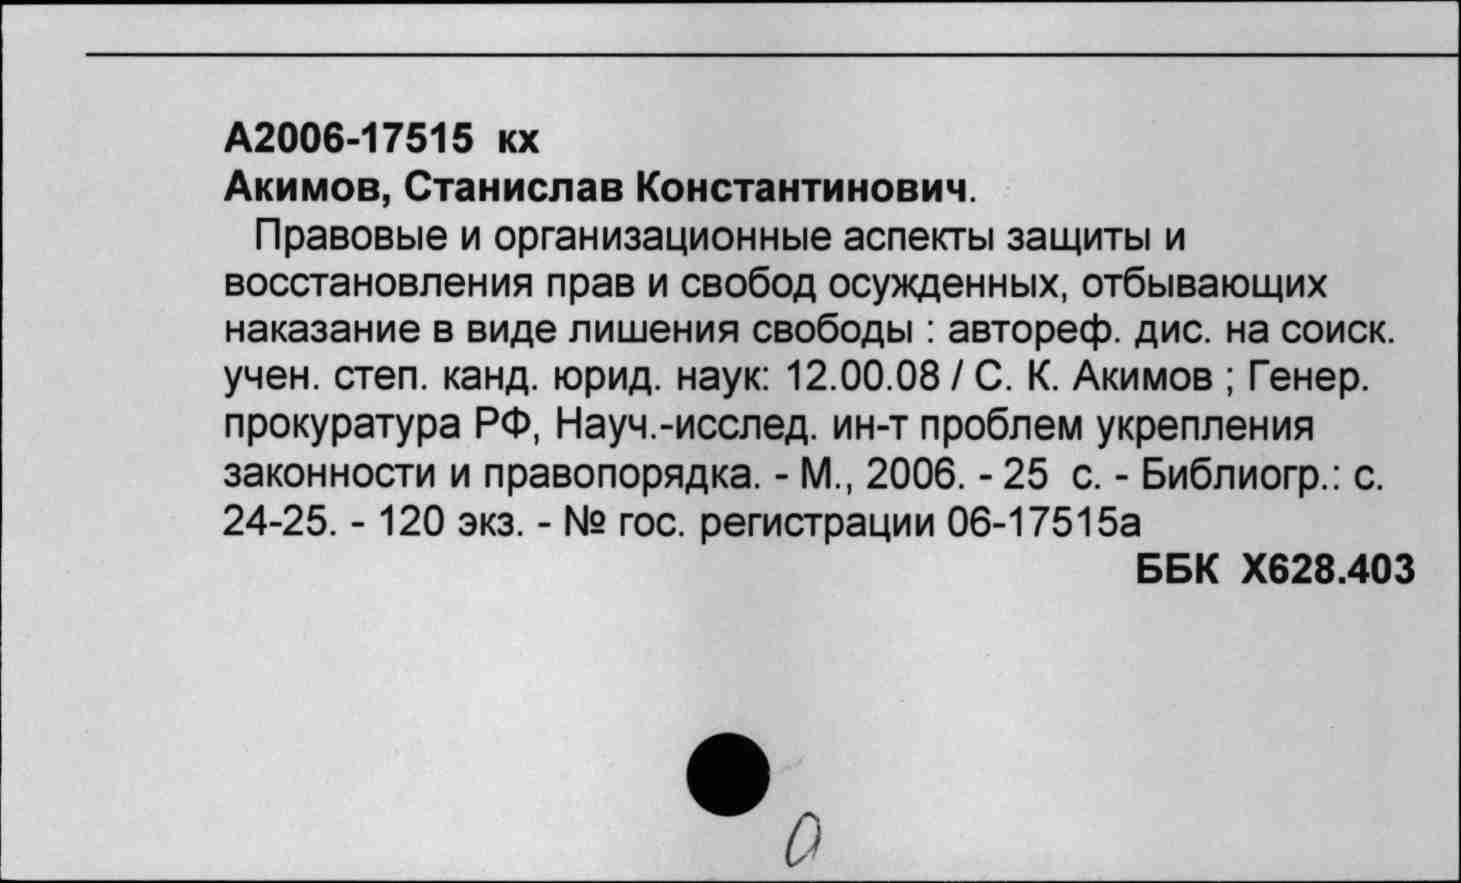 А2006-17515 кх
Акимов, Станислав Константинович.
Правовые и организационные аспекты защиты и
восстановления прав и свобод осужденных, отбывающих
наказание в виде лишения свободы : автореф. дис. на соиск.
учен. степ. канд. юрид. наук: 12.00.08 / С. К. Акимов ; Генер.
прокуратура РФ, Науч.-исслед. ин-т проблем укрепления
законности и правопорядка. - М., 2006. - 25 с. - Библиогр.: с.
24-25. - 120 экз. - № гос. регистрации 06-17515а
ББК Х628.403